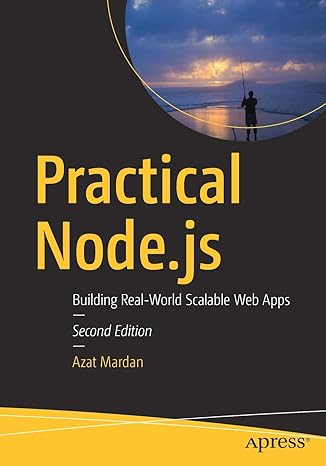 Practical
Node.js
Building Real-World Scalable Web Apps
—
Second Edition
—
Azat Mardan
Apress®